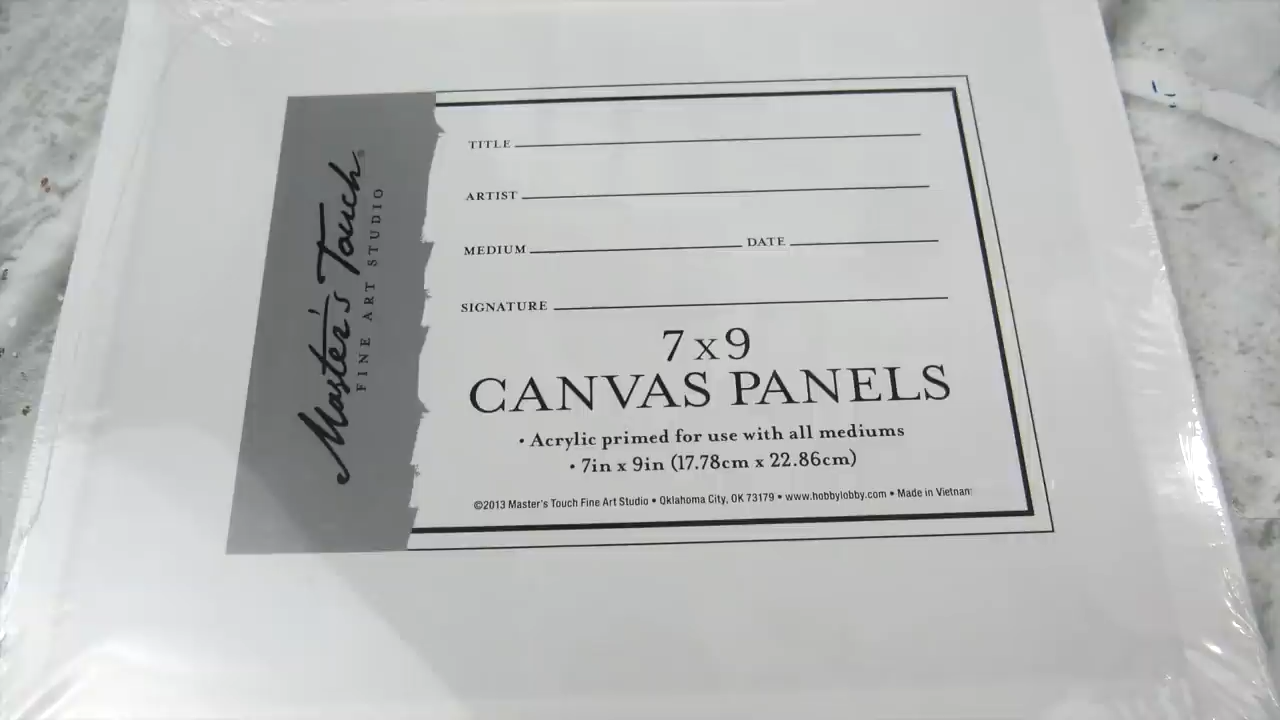 Master's Touch®
FINE ART STUDIO
TITLE
ARTIST
MEDIUM DATE
SIGNATURE
7 x 9
CANVAS PANELS
• Acrylic primed for use with all mediums
• 7in x 9in (17.78cm x 22.86cm)
©2013 Master's Touch Fine Art Studio • Oklahoma City, OK 73179 • www.hobbylobby.com • Made in Vietnam